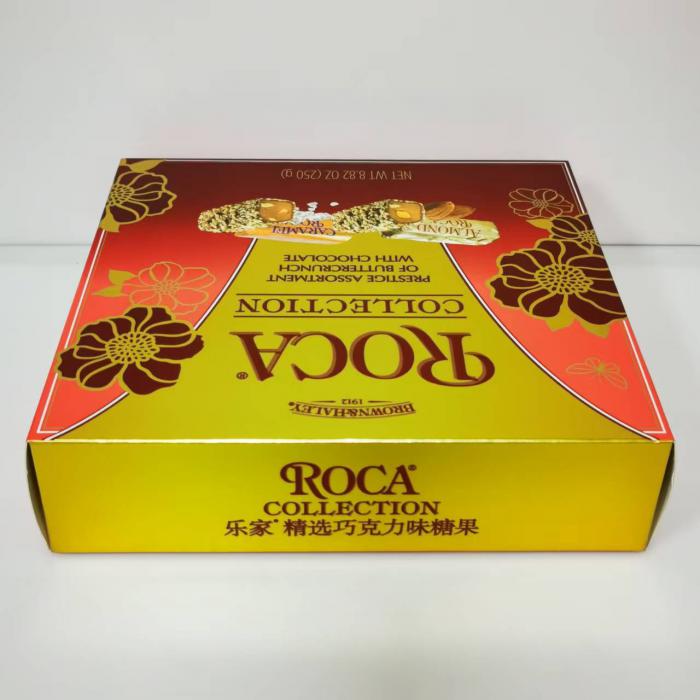 BROWN&HALEY®
1912
ROCA®
COLLECTION
PRESTIGE ASSORTMENT
OF BUTTERCRUNCH
WITH CHOCOLATE
ALMOND
CARAMEL
NET WT 8.82 OZ (250 g)
ROCA®
COLLECTION
乐家®精选巧克力味糖果